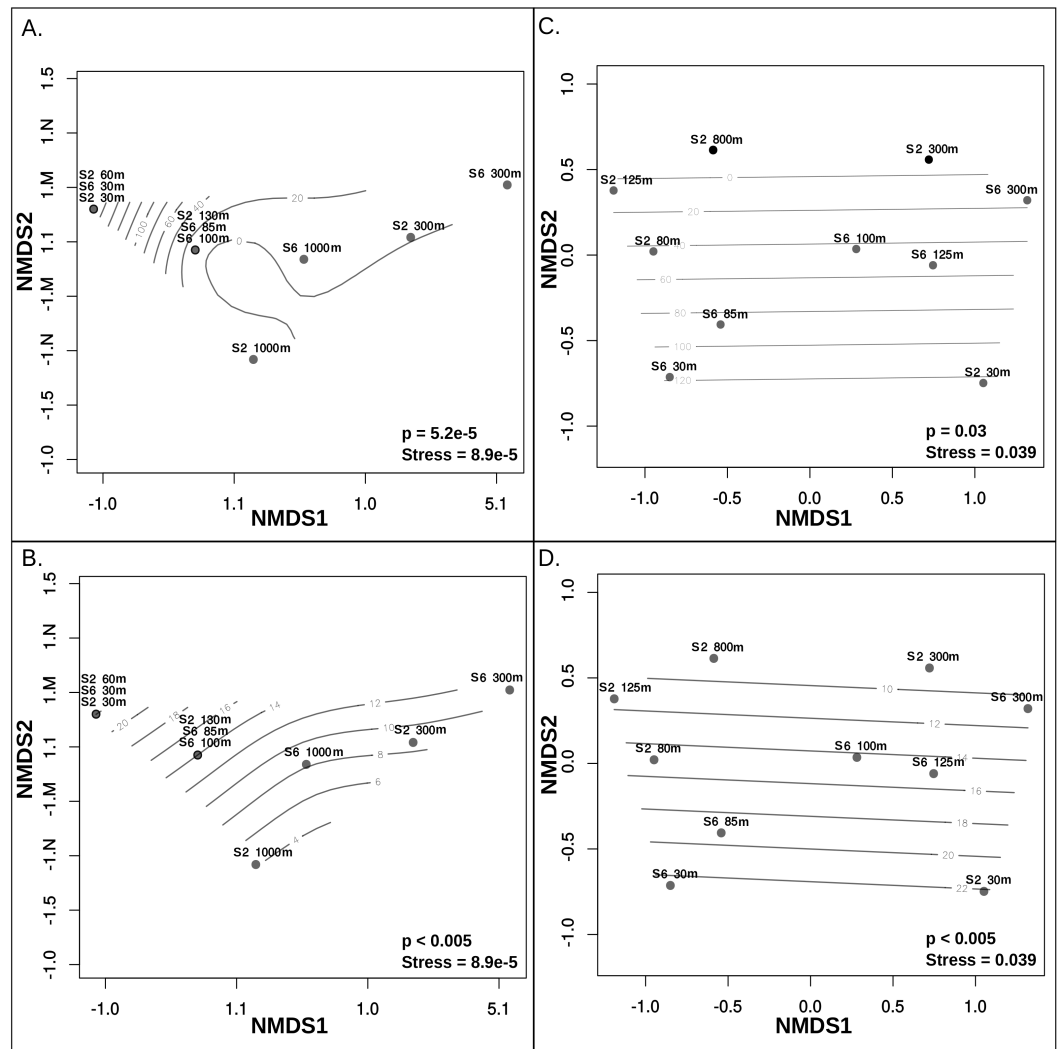 A.
1.5
1.N
1.M
1.1
-1.M
-1.N
-1.5
-1.0
NMDS2
S2 60m
S6 30m
S2 30m
100
60
40
20
0
S2 130m
S6 85m
S6 100m
S6 1000m
S2 300m
S6 300m
S2 1000m
p = 5.2e-5
Stress = 8.9e-5
-1.0
1.1
1.0
5.1
NMDS1
C.
1.0
0.5
0.0
-0.5
-1.0
NMDS2
S2 800m
S2 300m
S2 125m
0
S6 300m
20
S2 80m
S6 100m
S6 125m
60
80
S6 85m
100
S6 30m
120
S2 30m
p = 0.03
Stress = 0.039
-1.0
-0.5
0.0
0.5
1.0
NMDS1
B.
1.5
1.N
1.M
1.1
-1.M
-1.N
-1.5
-1.0
NMDS2
S2 60m
S6 30m
S2 30m
20
18
16
14
12
10
8
6
4
S2 130m
S6 85m
S6 100m
S6 1000m
S2 300m
S6 300m
S2 1000m
p < 0.005
Stress = 8.9e-5
-1.0
1.1
1.0
5.1
NMDS1
D.
1.0
0.5
0.0
-0.5
-1.0
NMDS2
S2 800m
S2 300m
S2 125m
10
S6 300m
12
S2 80m
S6 100m
14
S6 125m
16
18
S6 85m
20
S6 30m
22
S2 30m
p < 0.005
Stress = 0.039
-1.0
-0.5
0.0
0.5
1.0
NMDS1